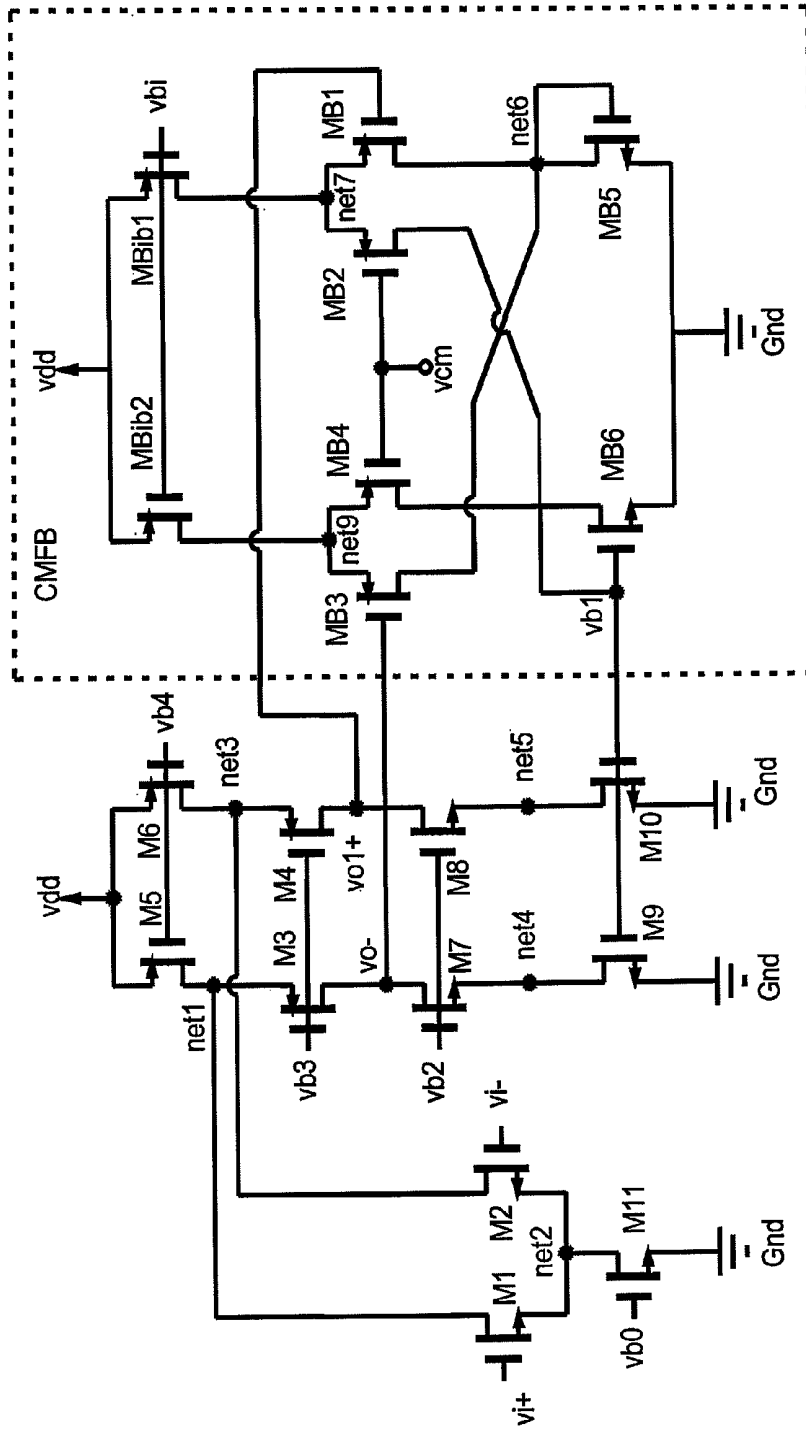 vdd
M5
M6
vb4
net1
net3
M3
M4
vb3
vo-
vo1+
vb2
M7
M8
net4
net5
M9
M10
Gnd
Gnd
vi+
M1
M2
vi-
net2
vb0
M11
Gnd
CMFB
vdd
MBib2
MBib1
vbi
net9
net7
MB3
MB4
MB2
MB1
vcm
net6
vb1
MB6
MB5
Gnd